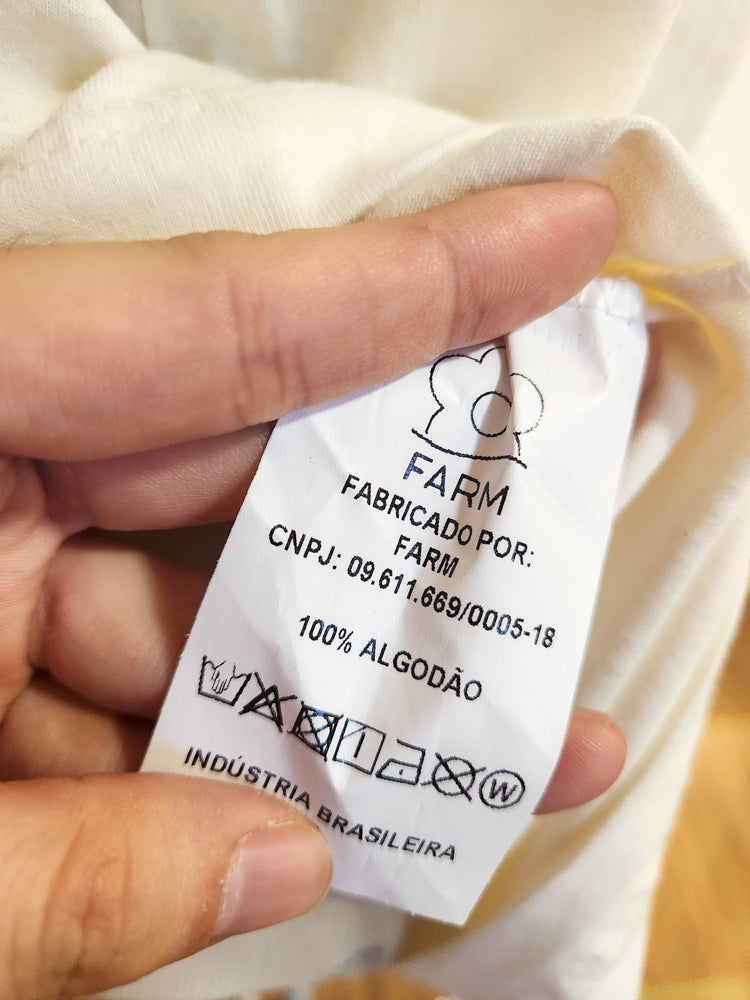 FARM
FABRICADO POR:
FARM
CNPJ: 09.611.669/0005-18
100% ALGODÃO
W
INDÚSTRIA BRASILEIRA